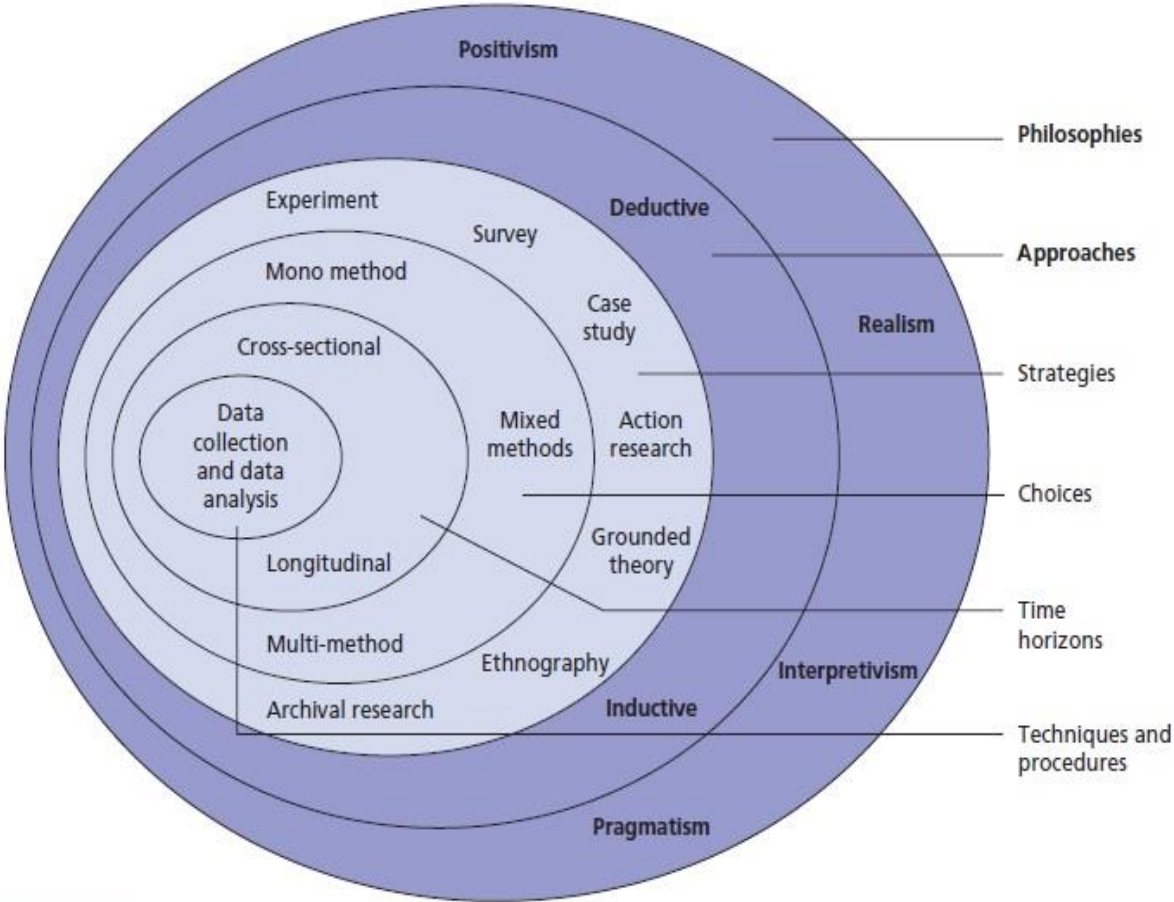 Positivism
Philosophies
Experiment
Deductive
Survey
Approaches
Mono method
Case
study
Realism
Cross-sectional
Strategies
Data
collection
and data
analysis
Mixed
methods
Action
research
Choices
Grounded
theory
Longitudinal
Time
horizons
Multi-method
Ethnography
Interpretivism
Archival research
Inductive
Techniques and
procedures
Pragmatism